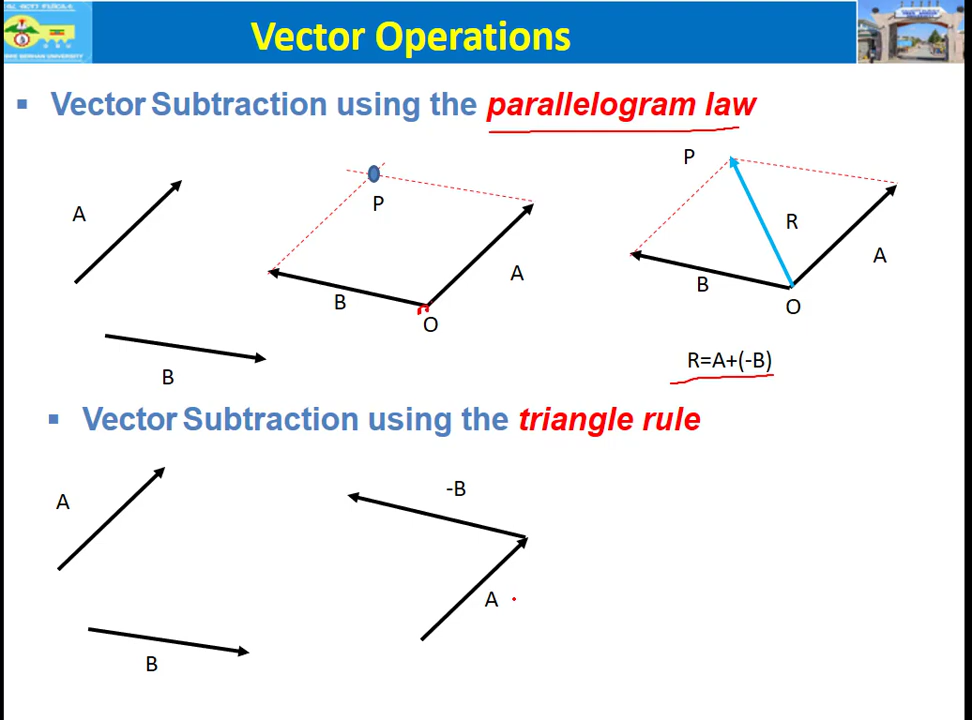 Vector Operations
Vector Subtraction using the parallelogram law
A
P
A
B
O
P
R
A
B
O
B
R=A+(-B)
Vector Subtraction using the triangle rule
A
-B
A
B